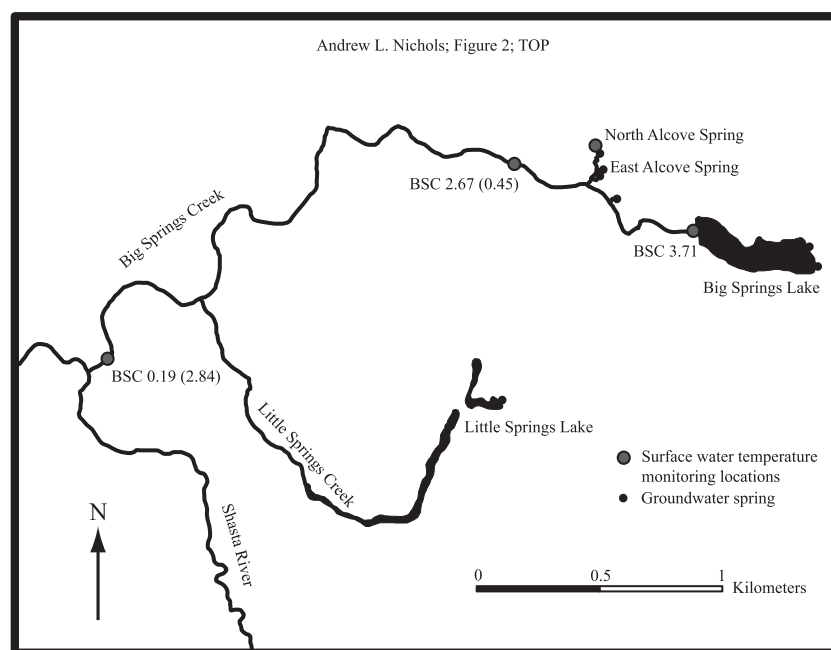 Andrew L. Nichols; Figure 2; TOP
North Alcove Spring
East Alcove Spring
BSC 2.67 (0.45)
Big Springs Creek
BSC 3.71
Big Springs Lake
BSC 0.19 (2.84)
Little Springs Creek
Little Springs Lake
Surface water temperature
monitoring locations
Groundwater spring
N
Shasta River
0 0.5 1
Kilometers